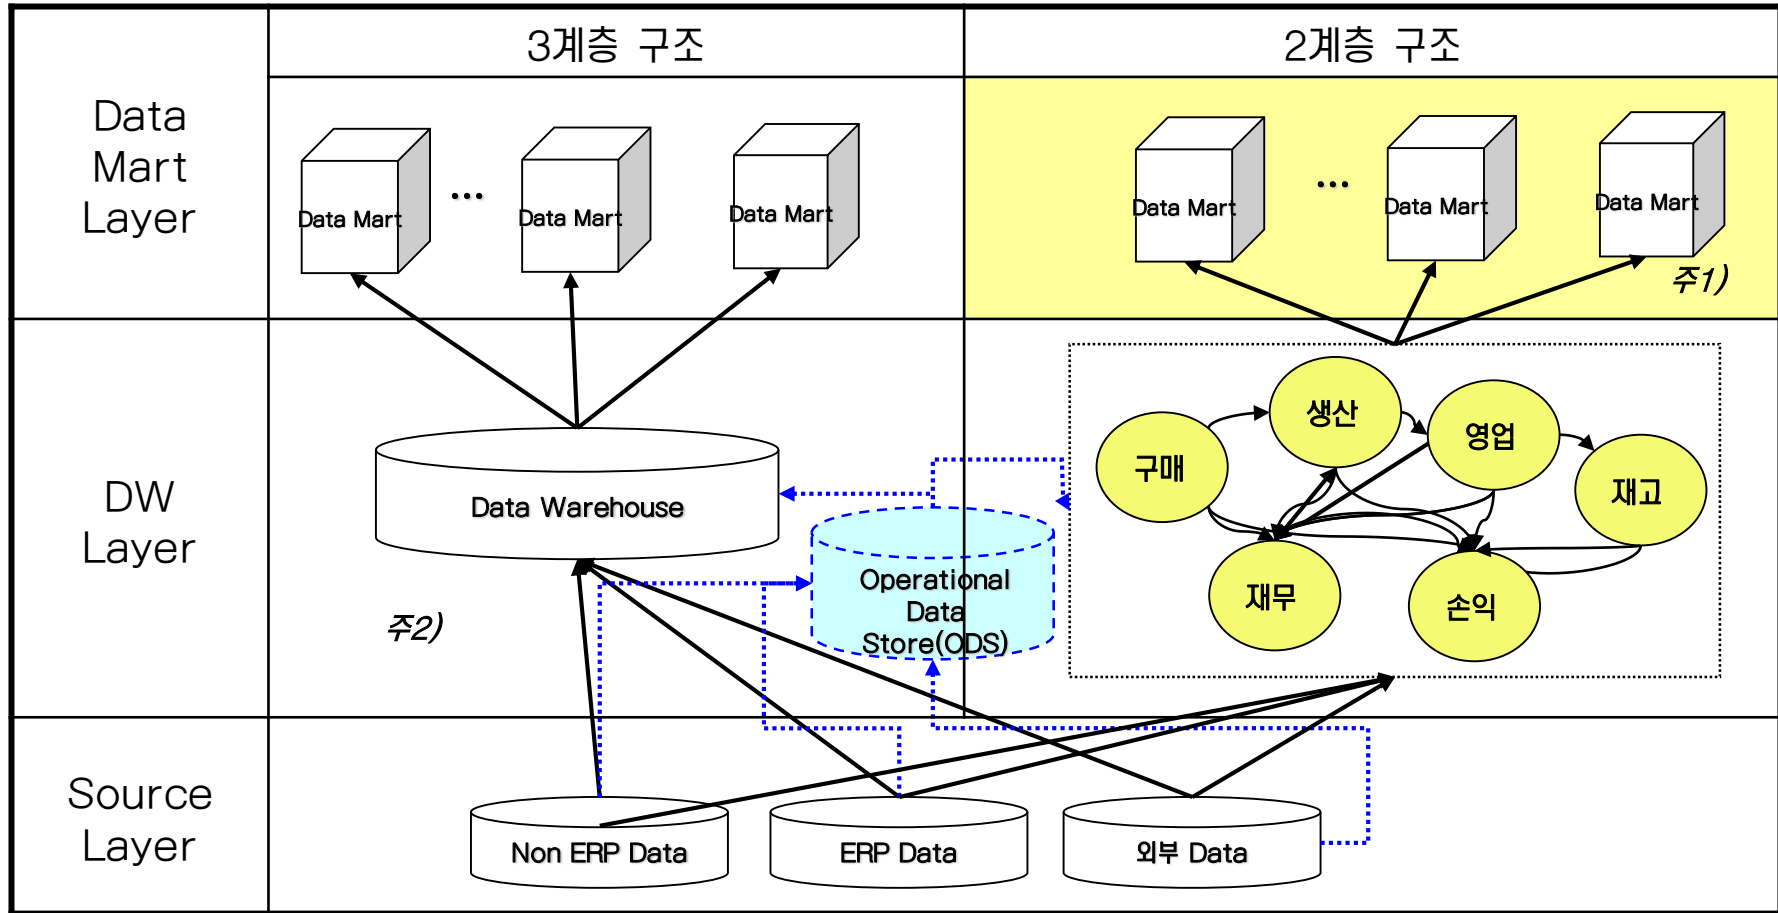 3계층 구조
2계층 구조
Data
Mart
Layer
Data Mart
...
Data Mart
Data Mart
Data Mart
...
Data Mart
Data Mart
주1)
DW
Layer
Data Warehouse
주2)
Operational
Data
Store(ODS)
구매
생산
영업
재고
재무
손익
Source
Layer
Non ERP Data
ERP Data
외부 Data